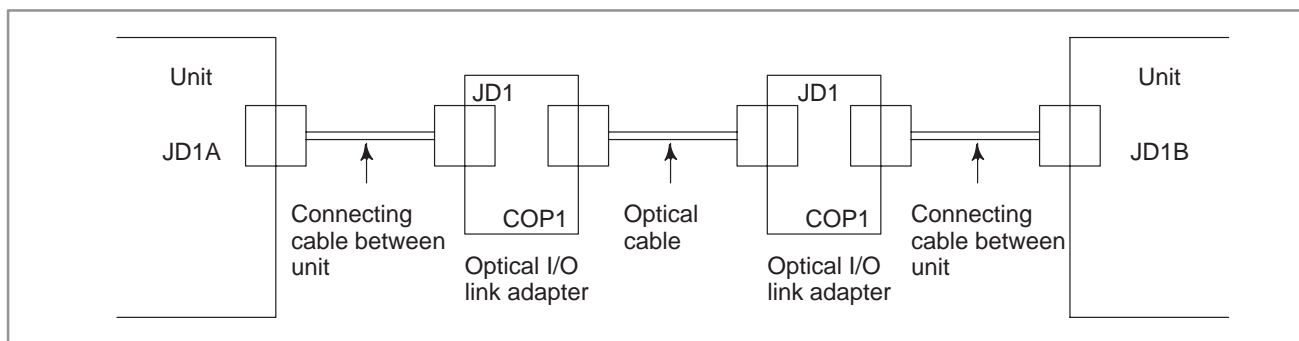 Unit
JD1A
Connecting
cable between
unit
JD1
COP1
Optical I/O
link adapter
Optical
cable
JD1
COP1
Optical I/O
link adapter
Connecting
cable between
unit
Unit
JD1B